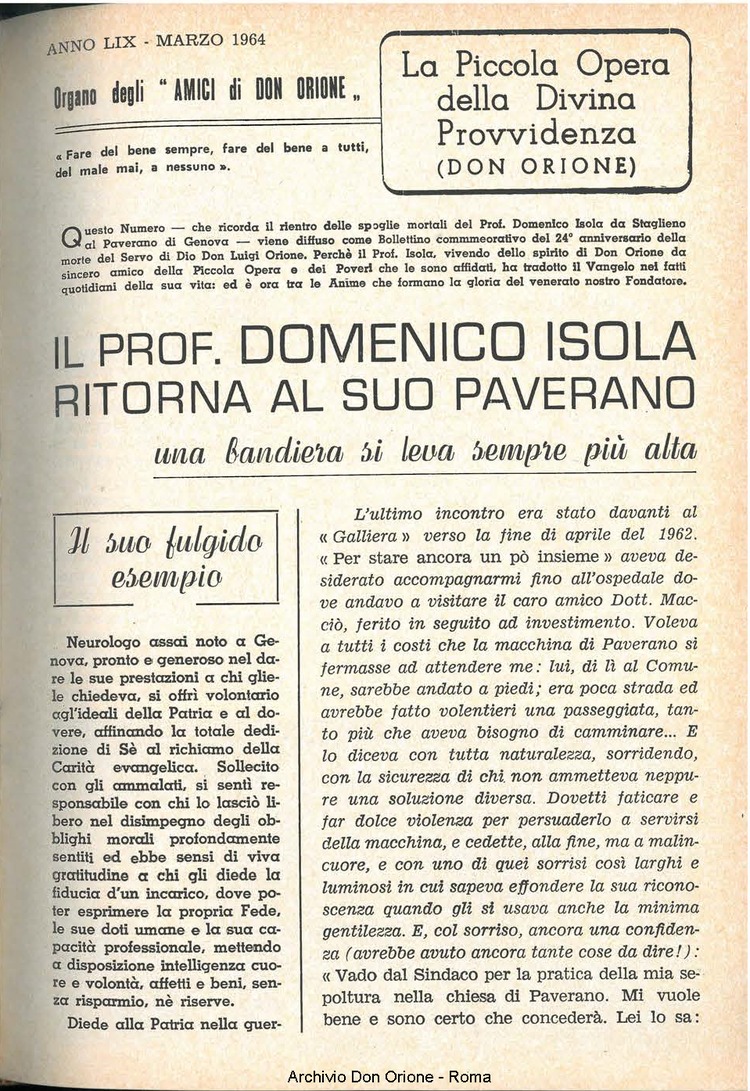 ANNO LIX - MARZO 1964
Organo degli " AMICI di DON ORIONE „
« Fare del bene sempre, fare del bene a tutti,
del male mai, a nessuno ».
La Piccola Opera
della Divina
Provvidenza
(DON ORIONE)
Questo Numero — che ricorda il rientro delle spoglie mortali del Prof. Domenico Isola da Staglieno
al Paverano di Genova — viene diffuso come Bollettino commmeorativo del 24° anniversario della
morte del Servo di Dio Don Luigi Orione. Perchè il Prof. Isola, vivendo dello spirito di Don Orione da
sincero amico della Piccola Opera e dei Poveri che le sono affidati, ha tradotto il Vangelo nei fatti
quotidiani della sua vita: ed è ora tra le Anime che formano la gloria del venerato nostro Fondatore.
IL PROF. DOMENICO ISOLA
RITORNA AL SUO PAVERANO
una bandiera si leva sempre più alta
Il suo fulgido
esempio
Neurologo assai noto a Ge-
nova, pronto e generoso nel da-
re le sue prestazioni a chi glie-
le chiedeva, si offrì volontario
agl'ideali della Patria e al do-
vere, affinando la totale dedi-
zione di Sè al richiamo della
Carità evangelica. Sollecito
con gli ammalati, si sentì re-
sponsabile con chi lo lasciò li-
bero nel disimpegno degli ob-
blighi morali profondamente
sentiti ed ebbe sensi di viva
gratitudine a chi gli diede la
fiducia d'un incarico, dove po-
ter esprimere la propria Fede,
le sue doti umane e la sua ca-
pacità professionale, mettendo
a disposizione intelligenza cuo-
re e volontà, affetti e beni, sen-
za risparmio, nè riserve.
Diede alla Patria nella guer-
L'ultimo incontro era stato davanti al
« Galliera » verso la fine di aprile del 1962.
« Per stare ancora un pò insieme » aveva de-
siderato accompagnarmi fino all'ospedale do-
ve andavo a visitare il caro amico Dott. Mac-
ciò, ferito in seguito ad investimento. Voleva
a tutti i costi che la macchina di Paverano si
fermasse ad attendere me: lui, di lì al Comu-
ne, sarebbe andato a piedi; era poca strada ed
avrebbe fatto volentieri una passeggiata, tan-
to più che aveva bisogno di camminare... E
lo diceva con tutta naturalezza, sorridendo,
con la sicurezza di chi non ammetteva neppu-
re una soluzione diversa. Dovetti faticare e
far dolce violenza per persuaderlo a servirsi
della macchina, e cedette, alla fine, ma a malin-
cuore, e con uno di quei sorrisi così larghi e
luminosi in cui sapeva effondere la sua ricono-
scenza quando gli si usava anche la minima
gentilezza. E, col sorriso, ancora una confiden-
za (avrebbe avuto ancora tante cose da dire!):
« Vado dal Sindaco per la pratica della mia se-
poltura nella chiesa di Paverano. Mi vuole
bene e sono certo che concederà. Lei lo sa:
Archivio Don Orione - Roma